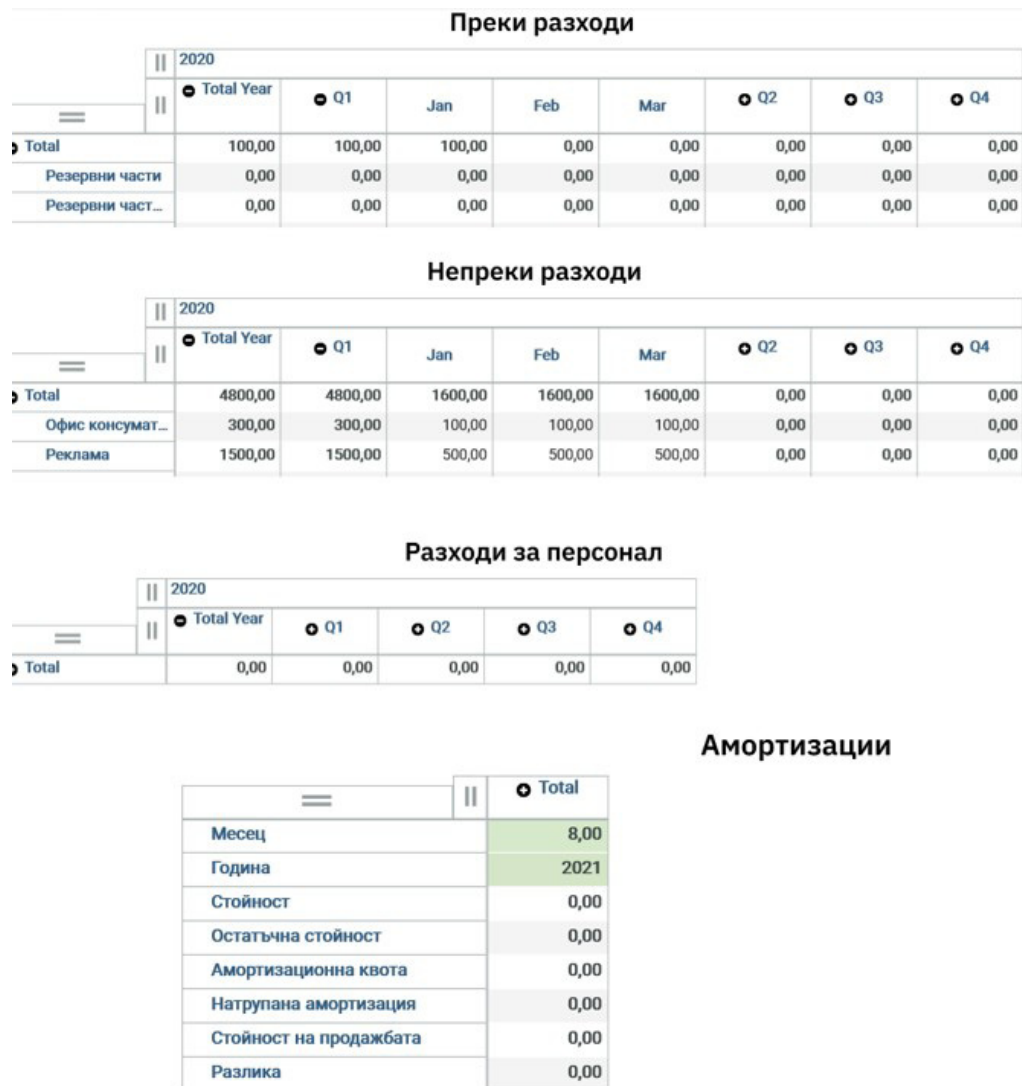 Преки разходи
2020
Total Year Q1 Jan Feb Mar Q2 Q3 Q4
Total 100,00 100,00 100,00 0,00 0,00 0,00 0,00 0,00
Резервни части 0,00 0,00 0,00 0,00 0,00 0,00 0,00 0,00
Резервни част... 0,00 0,00 0,00 0,00 0,00 0,00 0,00 0,00
Непреки разходи
2020
Total Year Q1 Jan Feb Mar Q2 Q3 Q4
Total 4800,00 4800,00 1600,00 1600,00 1600,00 0,00 0,00 0,00
Офис консумат... 300,00 300,00 100,00 100,00 100,00 0,00 0,00 0,00
Реклама 1500,00 1500,00 500,00 500,00 500,00 0,00 0,00 0,00
Разходи за персонал
2020
Total Year Q1 Q2 Q3 Q4
Total 0,00 0,00 0,00 0,00 0,00
Амортизации
Total
Месец 8,00
Година 2021
Стойност 0,00
Остатъчна стойност 0,00
Амортизационна квота 0,00
Натрупана амортизация 0,00
Стойност на продажбата 0,00
Разлика 0,00